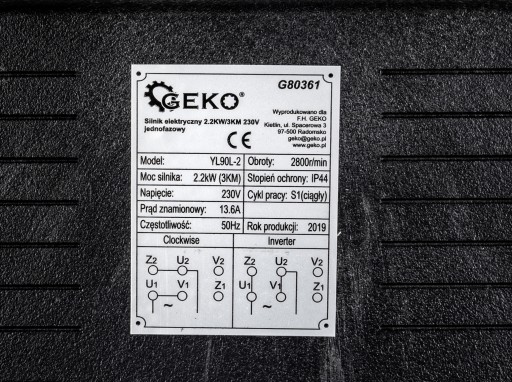 G80361
GEKO®
Silnik elektryczny 2.2KW/3KM 230V
jednofazowy
CE
Wyprodukowano dla
F.H. GEKO
Kietlin, ul. Spacerowa 3
97-500 Radomsko
geko@geko.pl
www.geko.pl
Model: YL90L-2 Obroty: 2800r/min
Moc silnika: 2.2kW (3KM) Stopień ochrony: IP44
Napięcie: 230V Cykl pracy: S1(ciągły)
Prąd znamionowy: 13.6A
Częstotliwość: 50Hz Rok produkcji: 2019
Clockwise Inverter
Z2 U2 V2 Z2 U2 V2
U1 V1 Z1 U1 V1 Z1
~ ~